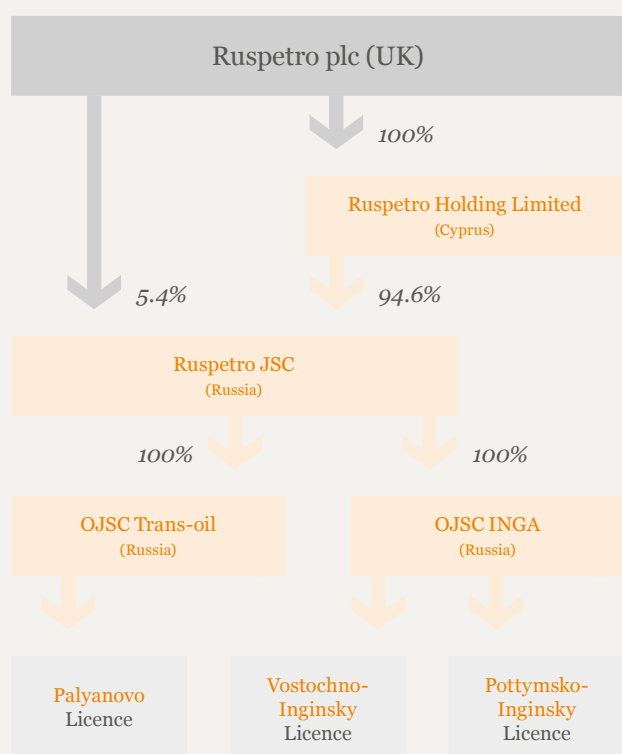 Ruspetro plc (UK)
100%
Ruspetro Holding Limited
(Cyprus)
5.4%
94.6%
Ruspetro JSC
(Russia)
100%
100%
OJSC Trans-oil
(Russia)
OJSC INGA
(Russia)
Palyanovo
Licence
Vostochno-
Inginsky
Licence
Pottymsko-
Inginsky
Licence